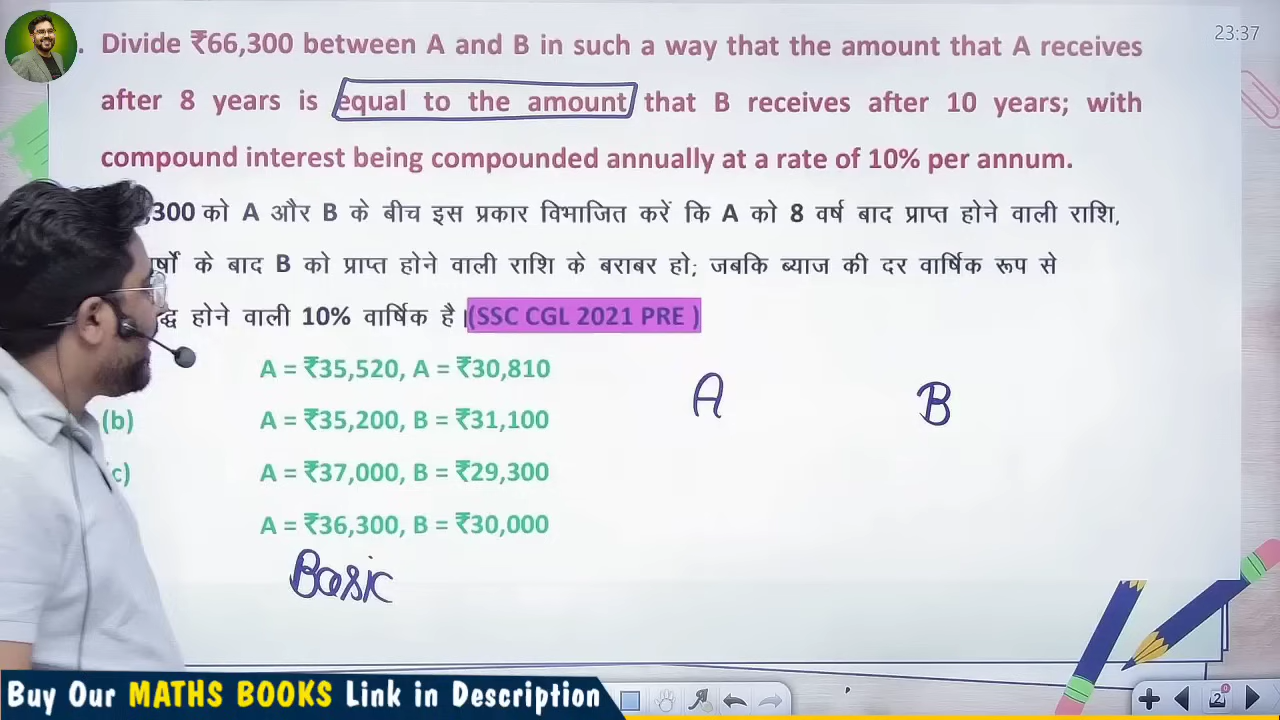 23:37
Divide ₹66,300 between A and B in such a way that the amount that A receives
after 8 years is equal to the amount that B receives after 10 years; with
compound interest being compounded annually at a rate of 10% per annum.
,300 को A और B के बीच इस प्रकार विभाजित करें कि A को 8 वर्ष बाद प्राप्त होने वाली राशि,
के बाद B को प्राप्त होने वाली राशि के बराबर हो; जबकि ब्याज की दर वार्षिक रूप से
होने वाली 10% वार्षिक है। (SSC CGL 2021 PRE )
A = ₹35,520, A = ₹30,810
(b) A = ₹35,200, B = ₹31,100
c) A = ₹37,000, B = ₹29,300
A = ₹36,300, B = ₹30,000
A B
Basic
Buy Our MATHS BOOKS Link in Description
2